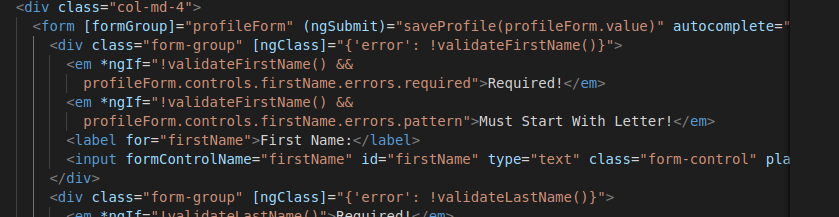 <div class="col-md-4">
<form [formGroup]="profileForm" (ngSubmit)="saveProfile(profileForm.value)" autocomplete="
<div class="form-group" [ngClass]="{'error': !validateFirstName()}">
<em *ngIf="!validateFirstName() &&
profileForm.controls.firstName.errors.required">Required!</em>
<em *ngIf="!validateFirstName() &&
profileForm.controls.firstName.errors.pattern">Must Start With Letter!</em>
<label for="firstName">First Name:</label>
<input formControlName="firstName" id="firstName" type="text" class="form-control" pla
</div>
<div class="form-group" [ngClass]="{'error': !validateLastName()}">
<em *ngIf="!validateLastName()">Required!</em>